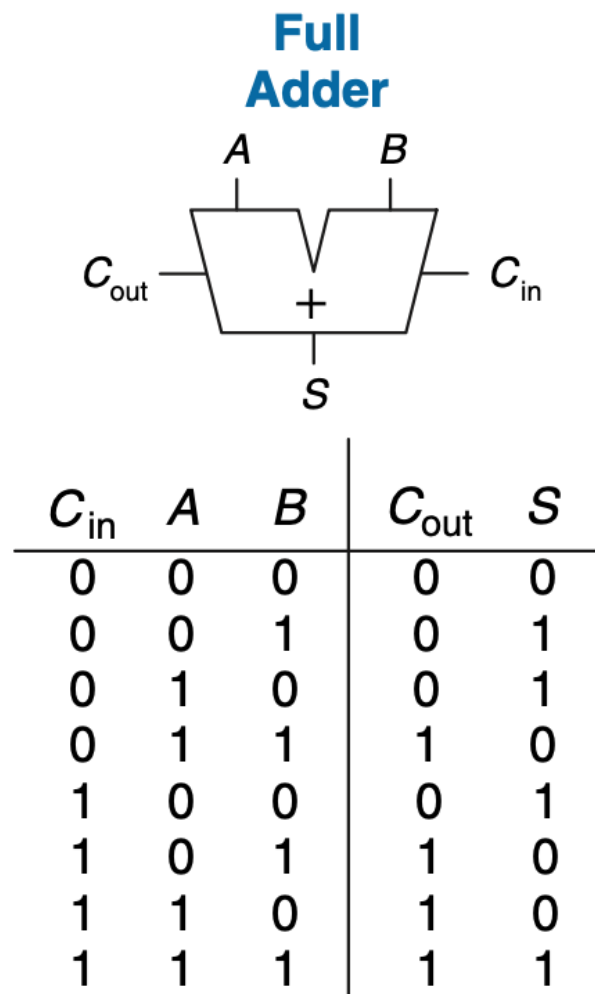 Full
Adder
A B
Cout + Cin
S
Cin A B Cout S
0 0 0 0 0
0 0 1 0 1
0 1 0 0 1
0 1 1 1 0
1 0 0 0 1
1 0 1 1 0
1 1 0 1 0
1 1 1 1 1